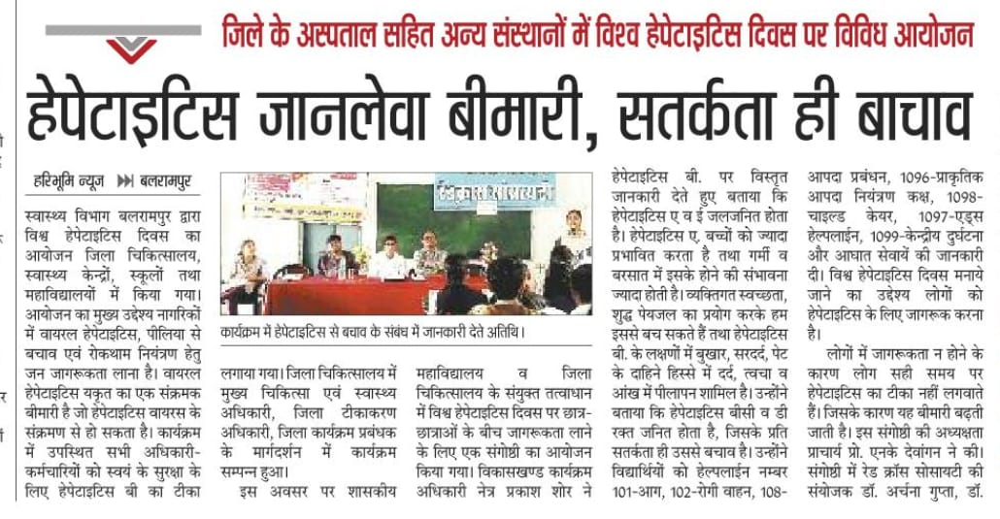 जिले के अस्पताल सहित अन्य संस्थानों में विश्व हेपेटाइटिस दिवस पर विविध आयोजन
हेपेटाइटिस जानलेवा बीमारी, सतर्कता ही बाचाव
हरिभूमि न्यूज बलरामपुर
स्वास्थ्य विभाग बलरामपुर द्वारा
विश्व हेपेटाइटिस दिवस का
आयोजन जिला चिकित्सालय,
स्वास्थ्य केन्द्रों, स्कूलों तथा
महाविद्यालयों में किया गया।
आयोजन का मुख्य उद्देश्य नागरिकों
में वायरल हेपेटाइटिस, पीलिया से
बचाव एवं रोकथाम नियंत्रण हेतु
जन जागरूकता लाना है। वायरल
हेपेटाइटिस यकृत का एक संक्रमक
बीमारी है जो हेपेटाइटिस वायरस के
संक्रमण से हो सकता है। कार्यक्रम
में उपस्थित सभी अधिकारी-
कर्मचारियों को स्वयं के सुरक्षा के
लिए हेपेटाइटिस बी का टीका
रेडक्रास सोसायटी
कार्यक्रम में हेपेटाइटिस से बचाव के संबंध में जानकारी देते अतिथि।
लगाया गया। जिला चिकित्सालय में
मुख्य चिकित्सा एवं स्वास्थ्य
अधिकारी, जिला टीकाकरण
अधिकारी, जिला कार्यक्रम प्रबंधक
के मार्गदर्शन में कार्यक्रम
सम्पन्न हुआ।
इस अवसर पर शासकीय
महाविद्यालय व जिला
चिकित्सालय के संयुक्त तत्वाधान
में विश्व हेपेटाइटिस दिवस पर छात्र-
छात्राओं के बीच जागरूकता लाने
के लिए एक संगोष्ठी का आयोजन
किया गया। विकासखण्ड कार्यक्रम
अधिकारी नेत्र प्रकाश शोर ने
हेपेटाइटिस बी. पर विस्तृत
जानकारी देते हुए बताया कि
हेपेटाइटिस ए व ई जलजनित होता
है। हेपेटाइटिस ए. बच्चों को ज्यादा
प्रभावित करता है तथा गर्मी व
बरसात में इसके होने की संभावना
ज्यादा होती है। व्यक्तिगत स्वच्छता,
शुद्ध पेयजल का प्रयोग करके हम
इससे बच सकते हैं तथा हेपेटाइटिस
बी. के लक्षणों में बुखार, सरदर्द, पेट
के दाहिने हिस्से में दर्द, त्वचा व
आंख में पीलापन शामिल है। उन्होंने
बताया कि हेपेटाइटिस बीसी व डी
रक्त जनित होता है, जिसके प्रति
सतर्कता ही उससे बचाव है। उन्होंने
विद्यार्थियों को हेल्पलाईन नम्बर
101-आग, 102-रोगी वाहन, 108-
आपदा प्रबंधन, 1096-प्राकृतिक
आपदा नियंत्रण कक्ष, 1098-
चाइल्ड केयर, 1097-एड्स
हेल्पलाईन, 1099-केन्द्रीय दुर्घटना
और आघात सेवायें की जानकारी
दी। विश्व हेपेटाइटिस दिवस मनाये
जाने का उद्देश्य लोगों को
हेपेटाइटिस के लिए जागरूक करना
है।
लोगों में जागरूकता न होने के
कारण लोग सही समय पर
हेपेटाइटिस का टीका नहीं लगवाते
हैं। जिसके कारण यह बीमारी बढ़ती
जाती है। इस संगोष्ठी की अध्यक्षता
प्राचार्य प्रो. एनके देवांगन ने की।
संगोष्ठी में रेड क्रॉस सोसायटी की
संयोजक डॉ. अर्चना गुप्ता, डॉ.